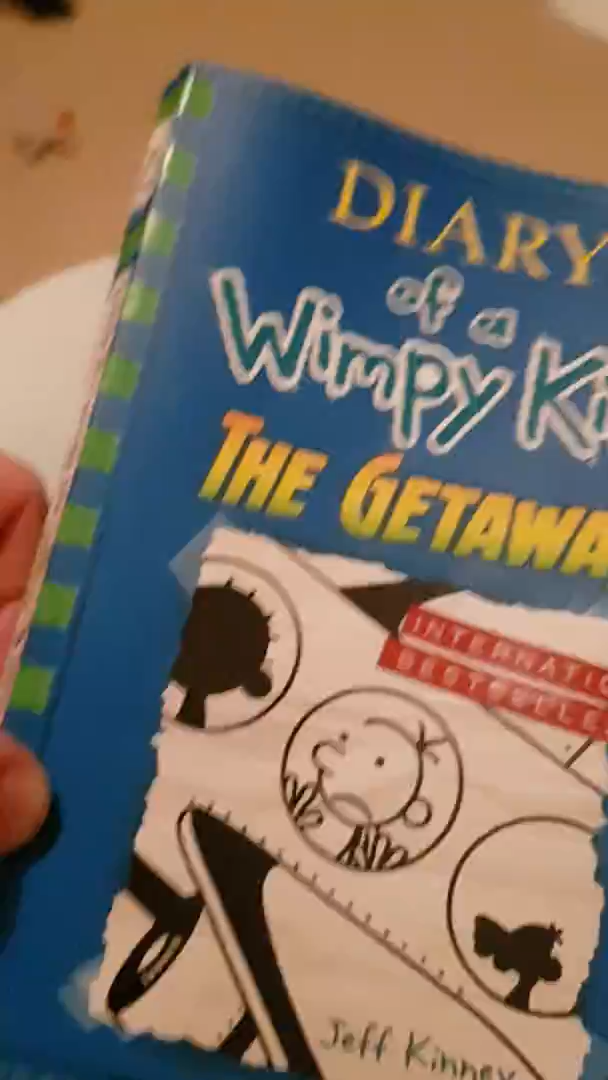 DIARY
of a
Wimpy Ki
THE GETAWA
INTERNATIO
BESTSELLE
Jeff Kinney